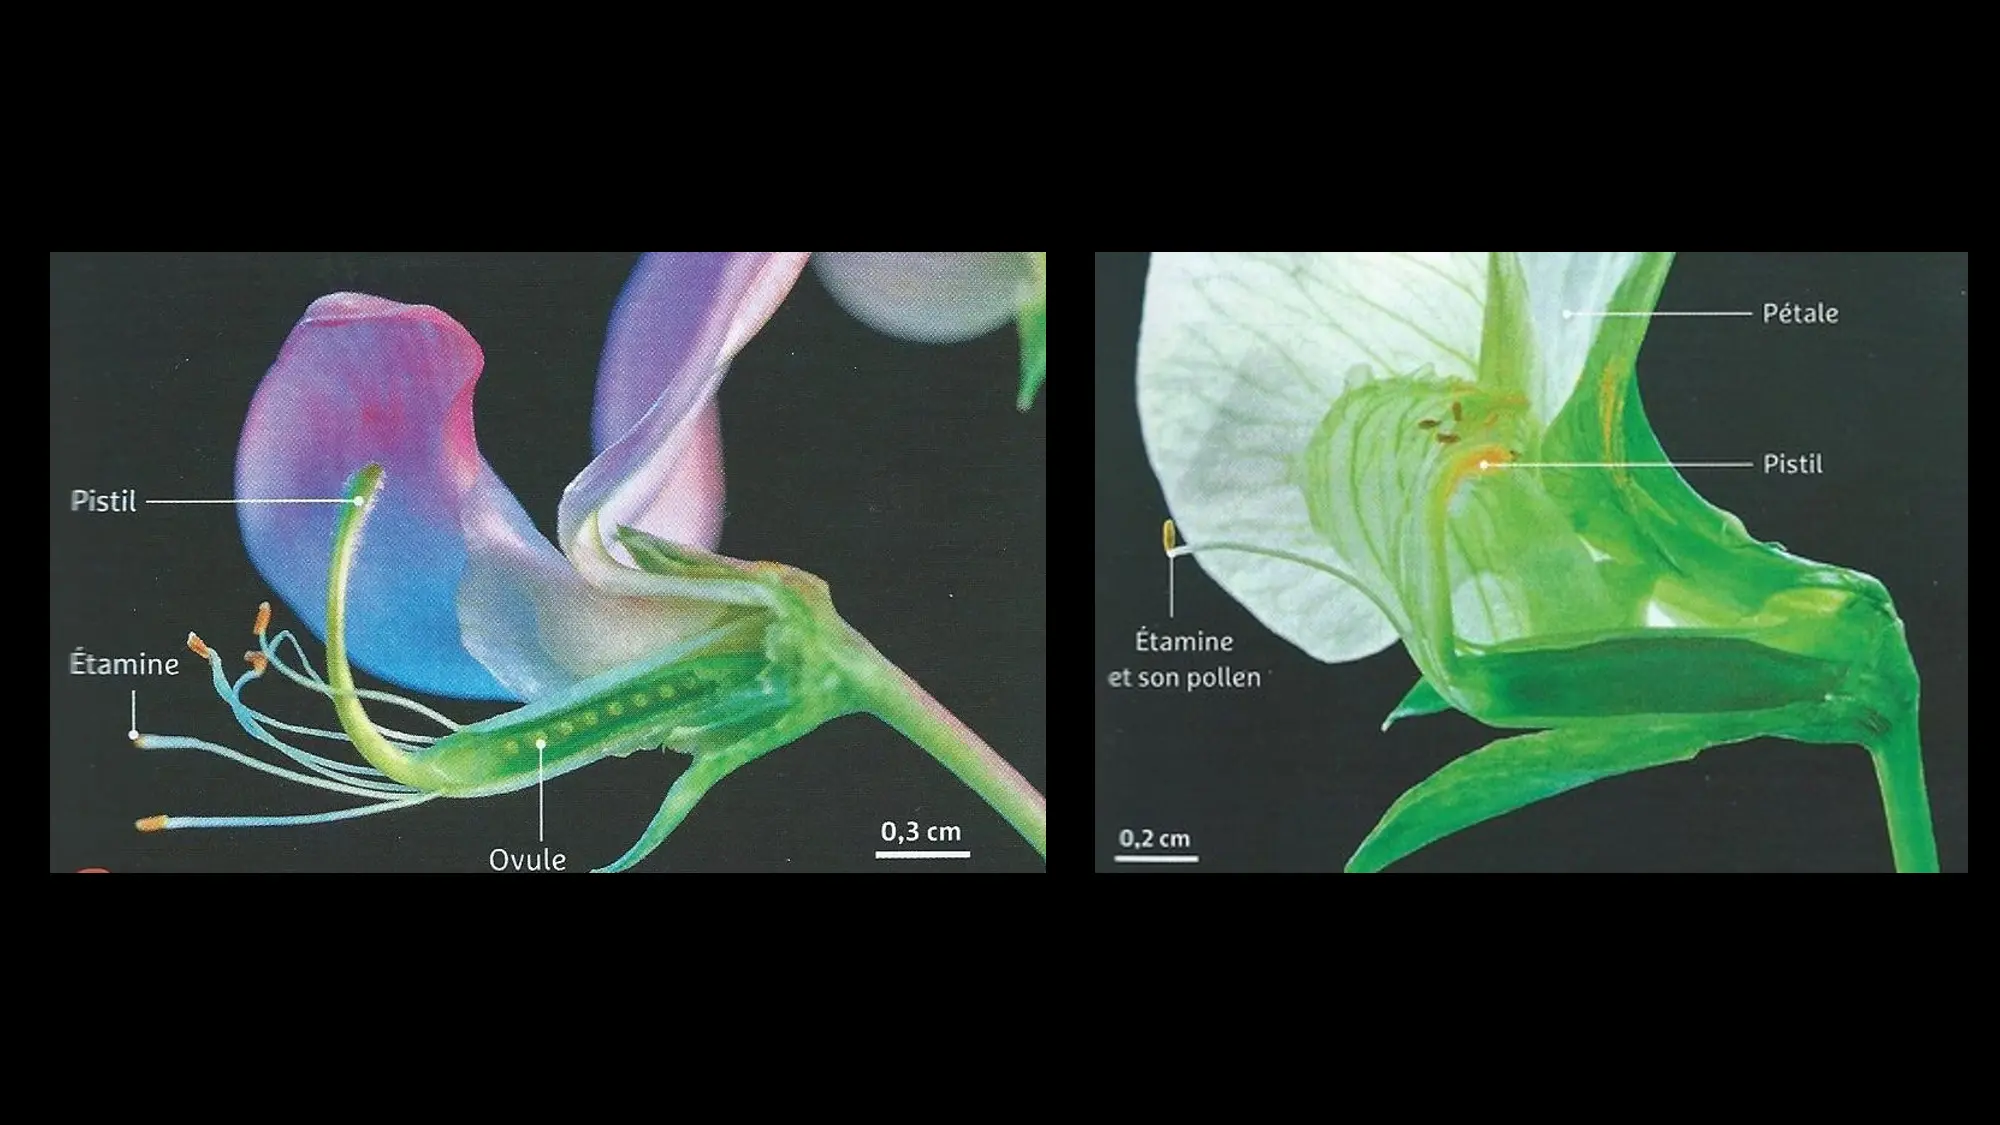 Pistil
Étamine
Ovule
0,3 cm
Pétale
Pistil
Étamine
et son pollen
0,2 cm